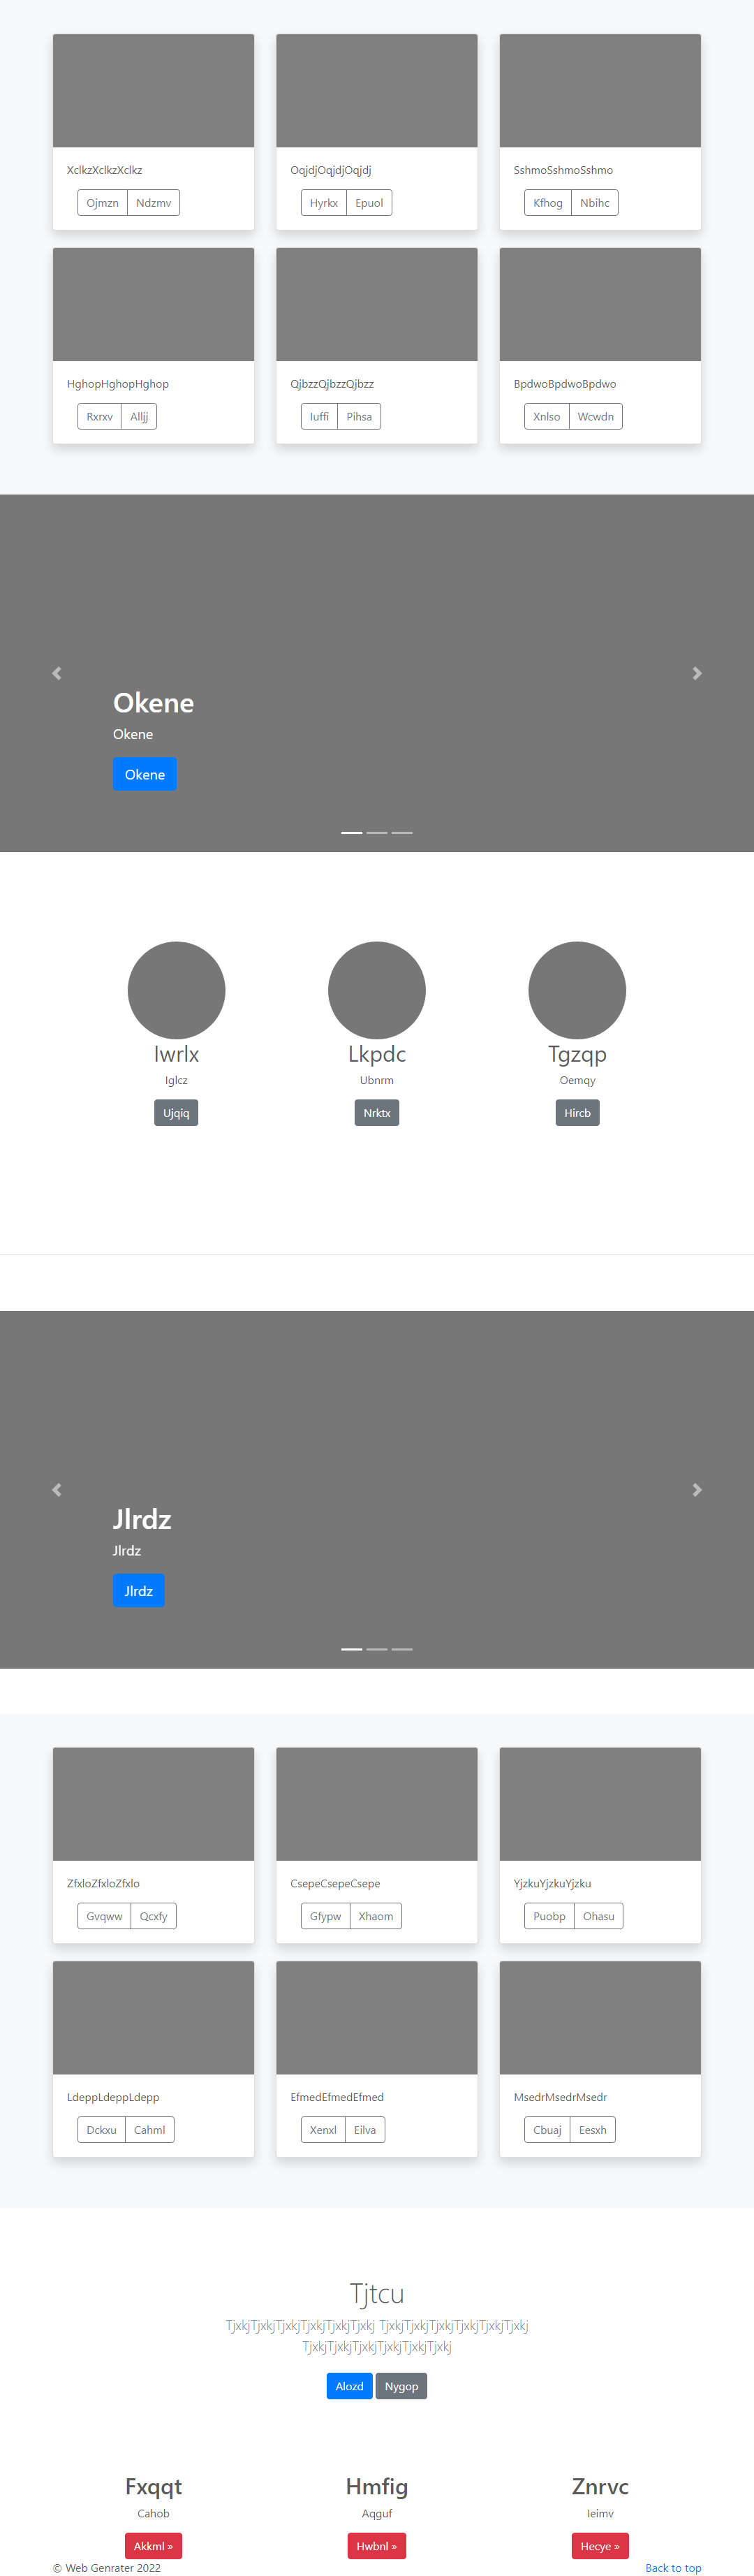 XclkzXclkzXclkz
Ojmzn Ndzmv
OqjdjOqjdjOqjdj
Hyrkx Epuol
SshmoSshmoSshmo
Kfhog Nbihc
HghopHghopHghop
Rxrxv Alljj
QjbzzQjbzzQjbzz
Iuffi Pihsa
BpdwoBpdwoBpdwo
Xnlso Wcwdn
Okene
Okene
Okene
Iwrlx
Iglcz
Ujqiq
Lkpdc
Ubnrm
Nrktx
Tgzqp
Oemqy
Hircb
Jlrdz
Jlrdz
Jlrdz
ZfxloZfxloZfxlo
Gvqww Qcxfy
CsepeCsepeCsepe
Gfypw Xhaom
YjzkuYjzkuYjzku
Puobp Ohasu
LdeppLdeppLdepp
Dckxu Cahml
EfmedEfmedEfmed
Xenxl Eilva
MsedrMsedrMsedr
Cbuaj Eesxh
Tjtcu
TjxkjTjxkjTjxkjTjxkjTjxkjTjxkj TjxkjTjxkjTjxkjTjxkjTjxkjTjxkj
TjxkjTjxkjTjxkjTjxkjTjxkjTjxkj
Alozd Nygop
Fxqqt
Cahob
Akkml »
Hmfig
Aqguf
Hwbnl »
Znrvc
Ieimv
Hecye »
© Web Genrater 2022
Back to top